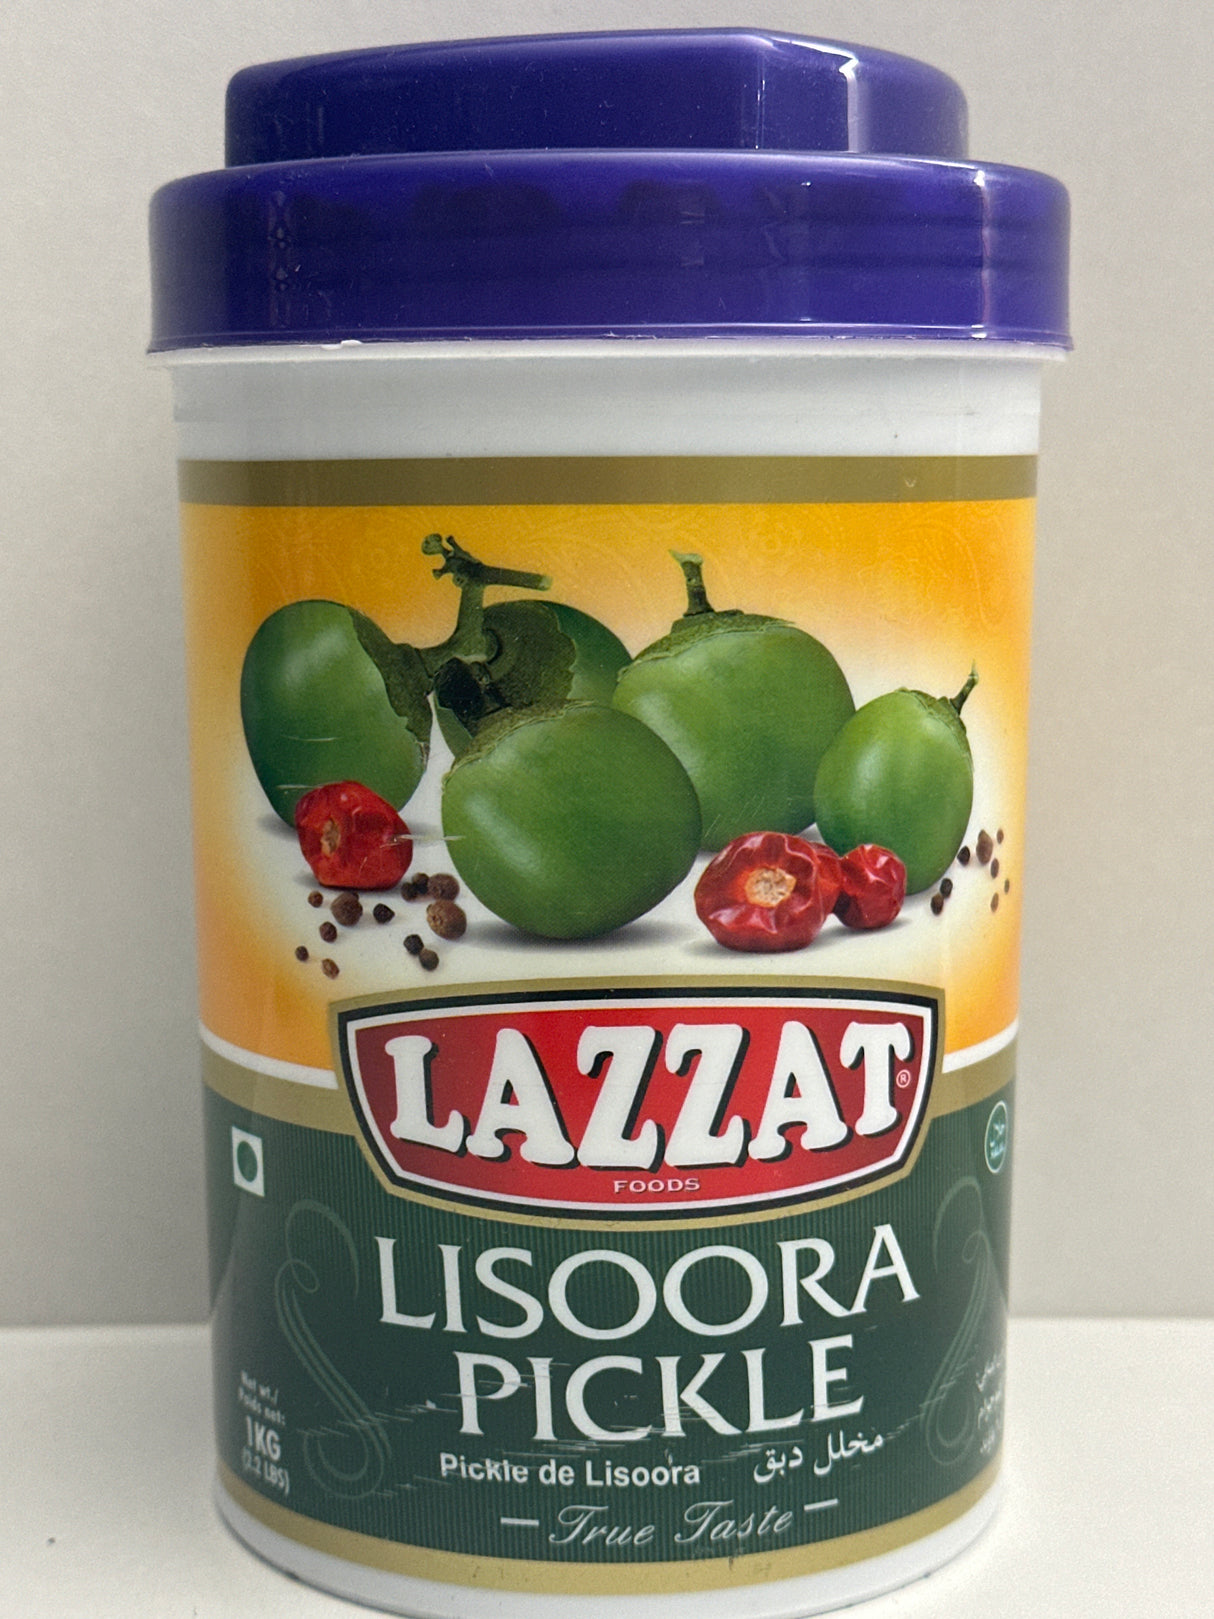 LAZZAT®
FOODS
LISOORA
PICKLE
Pickle de Lisoora
مخلل دبق
True Taste
Net wt./
Poids net:
1KG
(2.2 LBS)
حلال